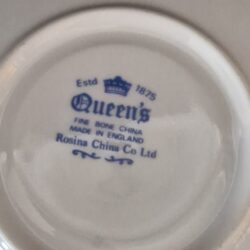 Estd 1875
Queen's
FINE BONE CHINA
MADE IN ENGLAND
Rosina China Co Ltd